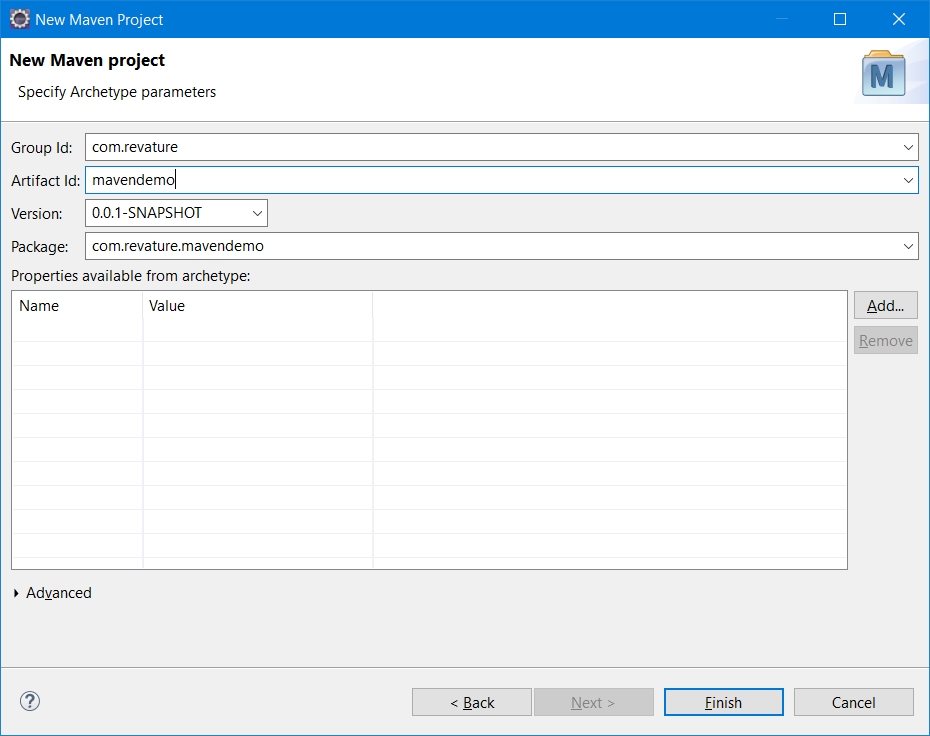 New Maven Project
New Maven project
Specify Archetype parameters
M
Group Id: com.revature
Artifact Id: mavendemo
Version: 0.0.1-SNAPSHOT
Package: com.revature.mavendemo
Properties available from archetype:
Name Value
Add...
Remove
Advanced
? < Back Next > Finish Cancel